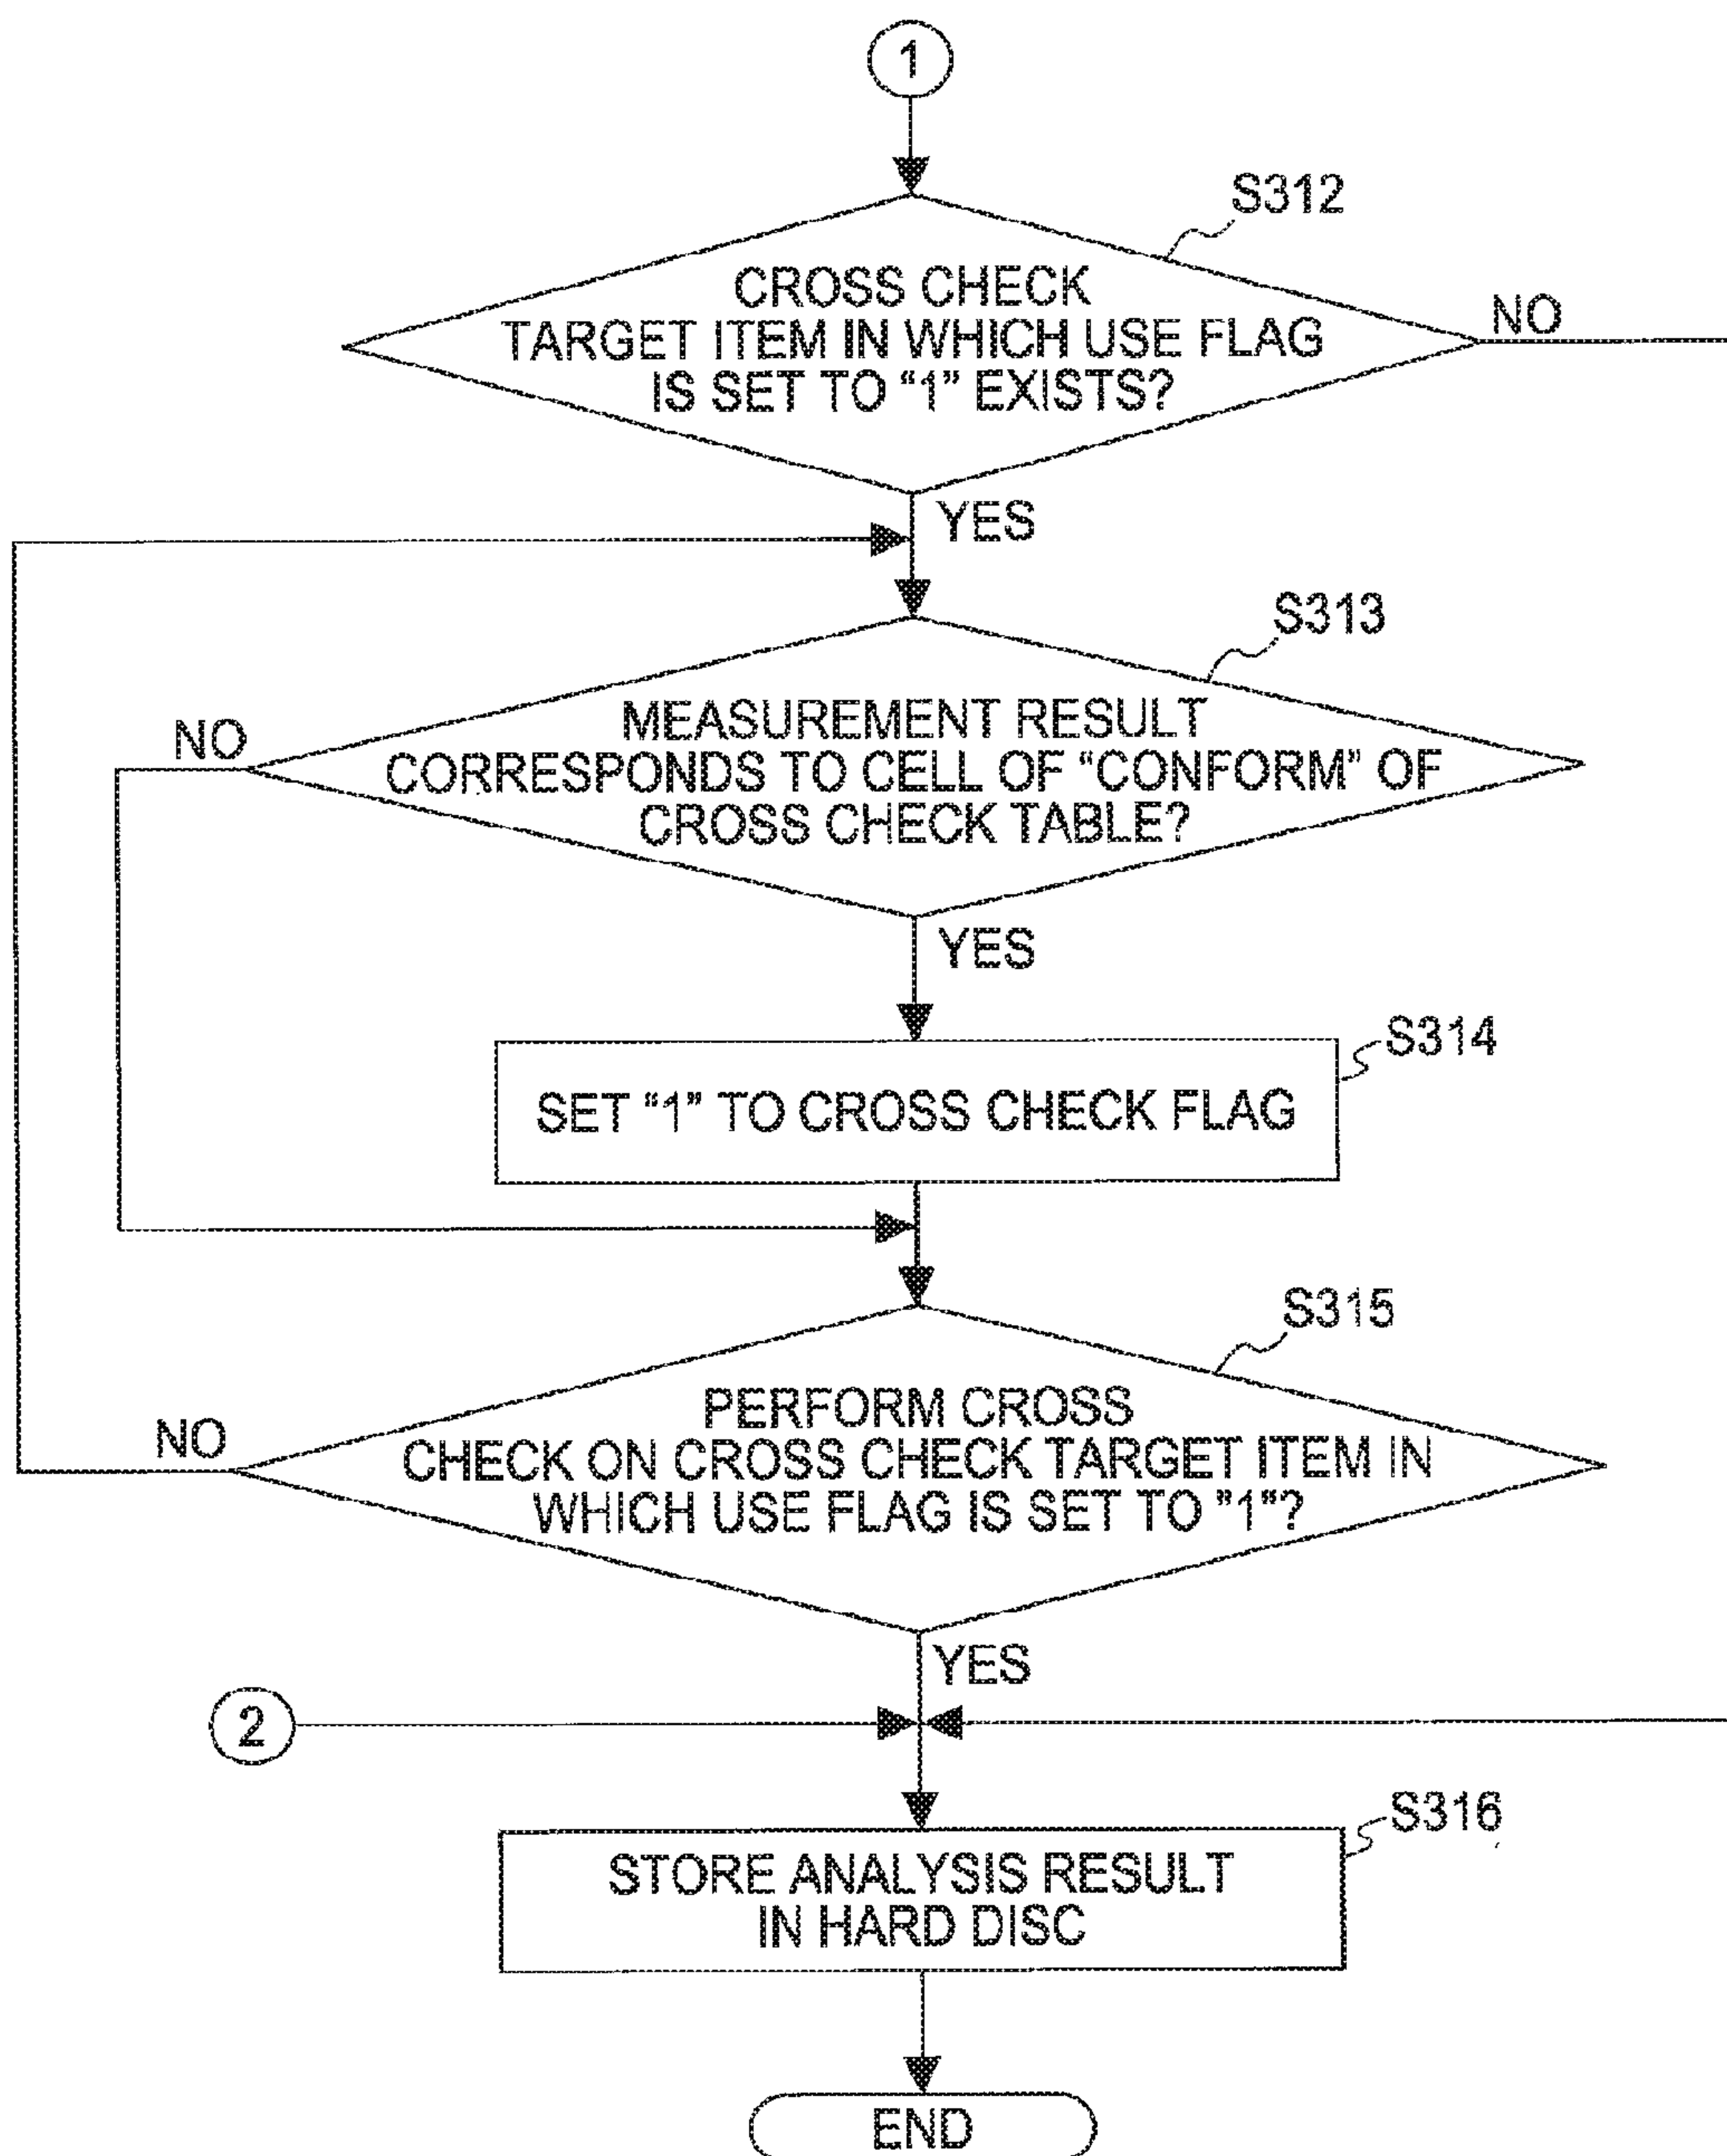 1
S312
CROSS CHECK
TARGET ITEM IN WHICH USE FLAG
IS SET TO "1" EXISTS?
NO
YES
S313
MEASUREMENT RESULT
CORRESPONDS TO CELL OF "CONFORM" OF
CROSS CHECK TABLE?
NO
YES
S314
SET "1" TO CROSS CHECK FLAG
S315
PERFORM CROSS
CHECK ON CROSS CHECK TARGET ITEM IN
WHICH USE FLAG IS SET TO "1"?
NO
YES
2
S316
STORE ANALYSIS RESULT
IN HARD DISC
END